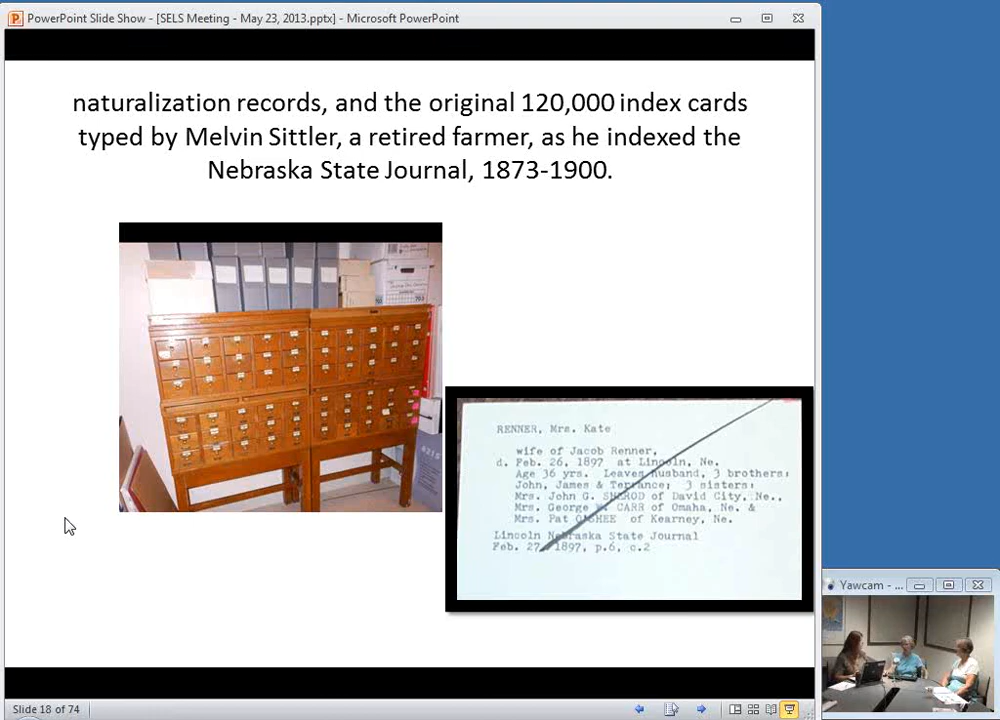 PowerPoint Slide Show - [SELS Meeting - May 23, 2013.pptx] - Microsoft PowerPoint
naturalization records, and the original 120,000 index cards
typed by Melvin Sittler, a retired farmer, as he indexed the
Nebraska State Journal, 1873-1900.
RENNER, Mrs. Kate
wife of Jacob Renner,
d. Feb. 26, 1897 at Lincoln, Ne.
Age 36 yrs. Leaves husband, 3 brothers:
John, James & Terrance; 3 sisters:
Mrs. John G. of David City, Ne.,
Mrs. George CARR of Omaha, Ne. &
Mrs. Pat of Kearney, Ne.
Lincoln Nebraska State Journal
Feb. 27, 1897, p.6, c.2
Yawcam - ...
Slide 18 of 74